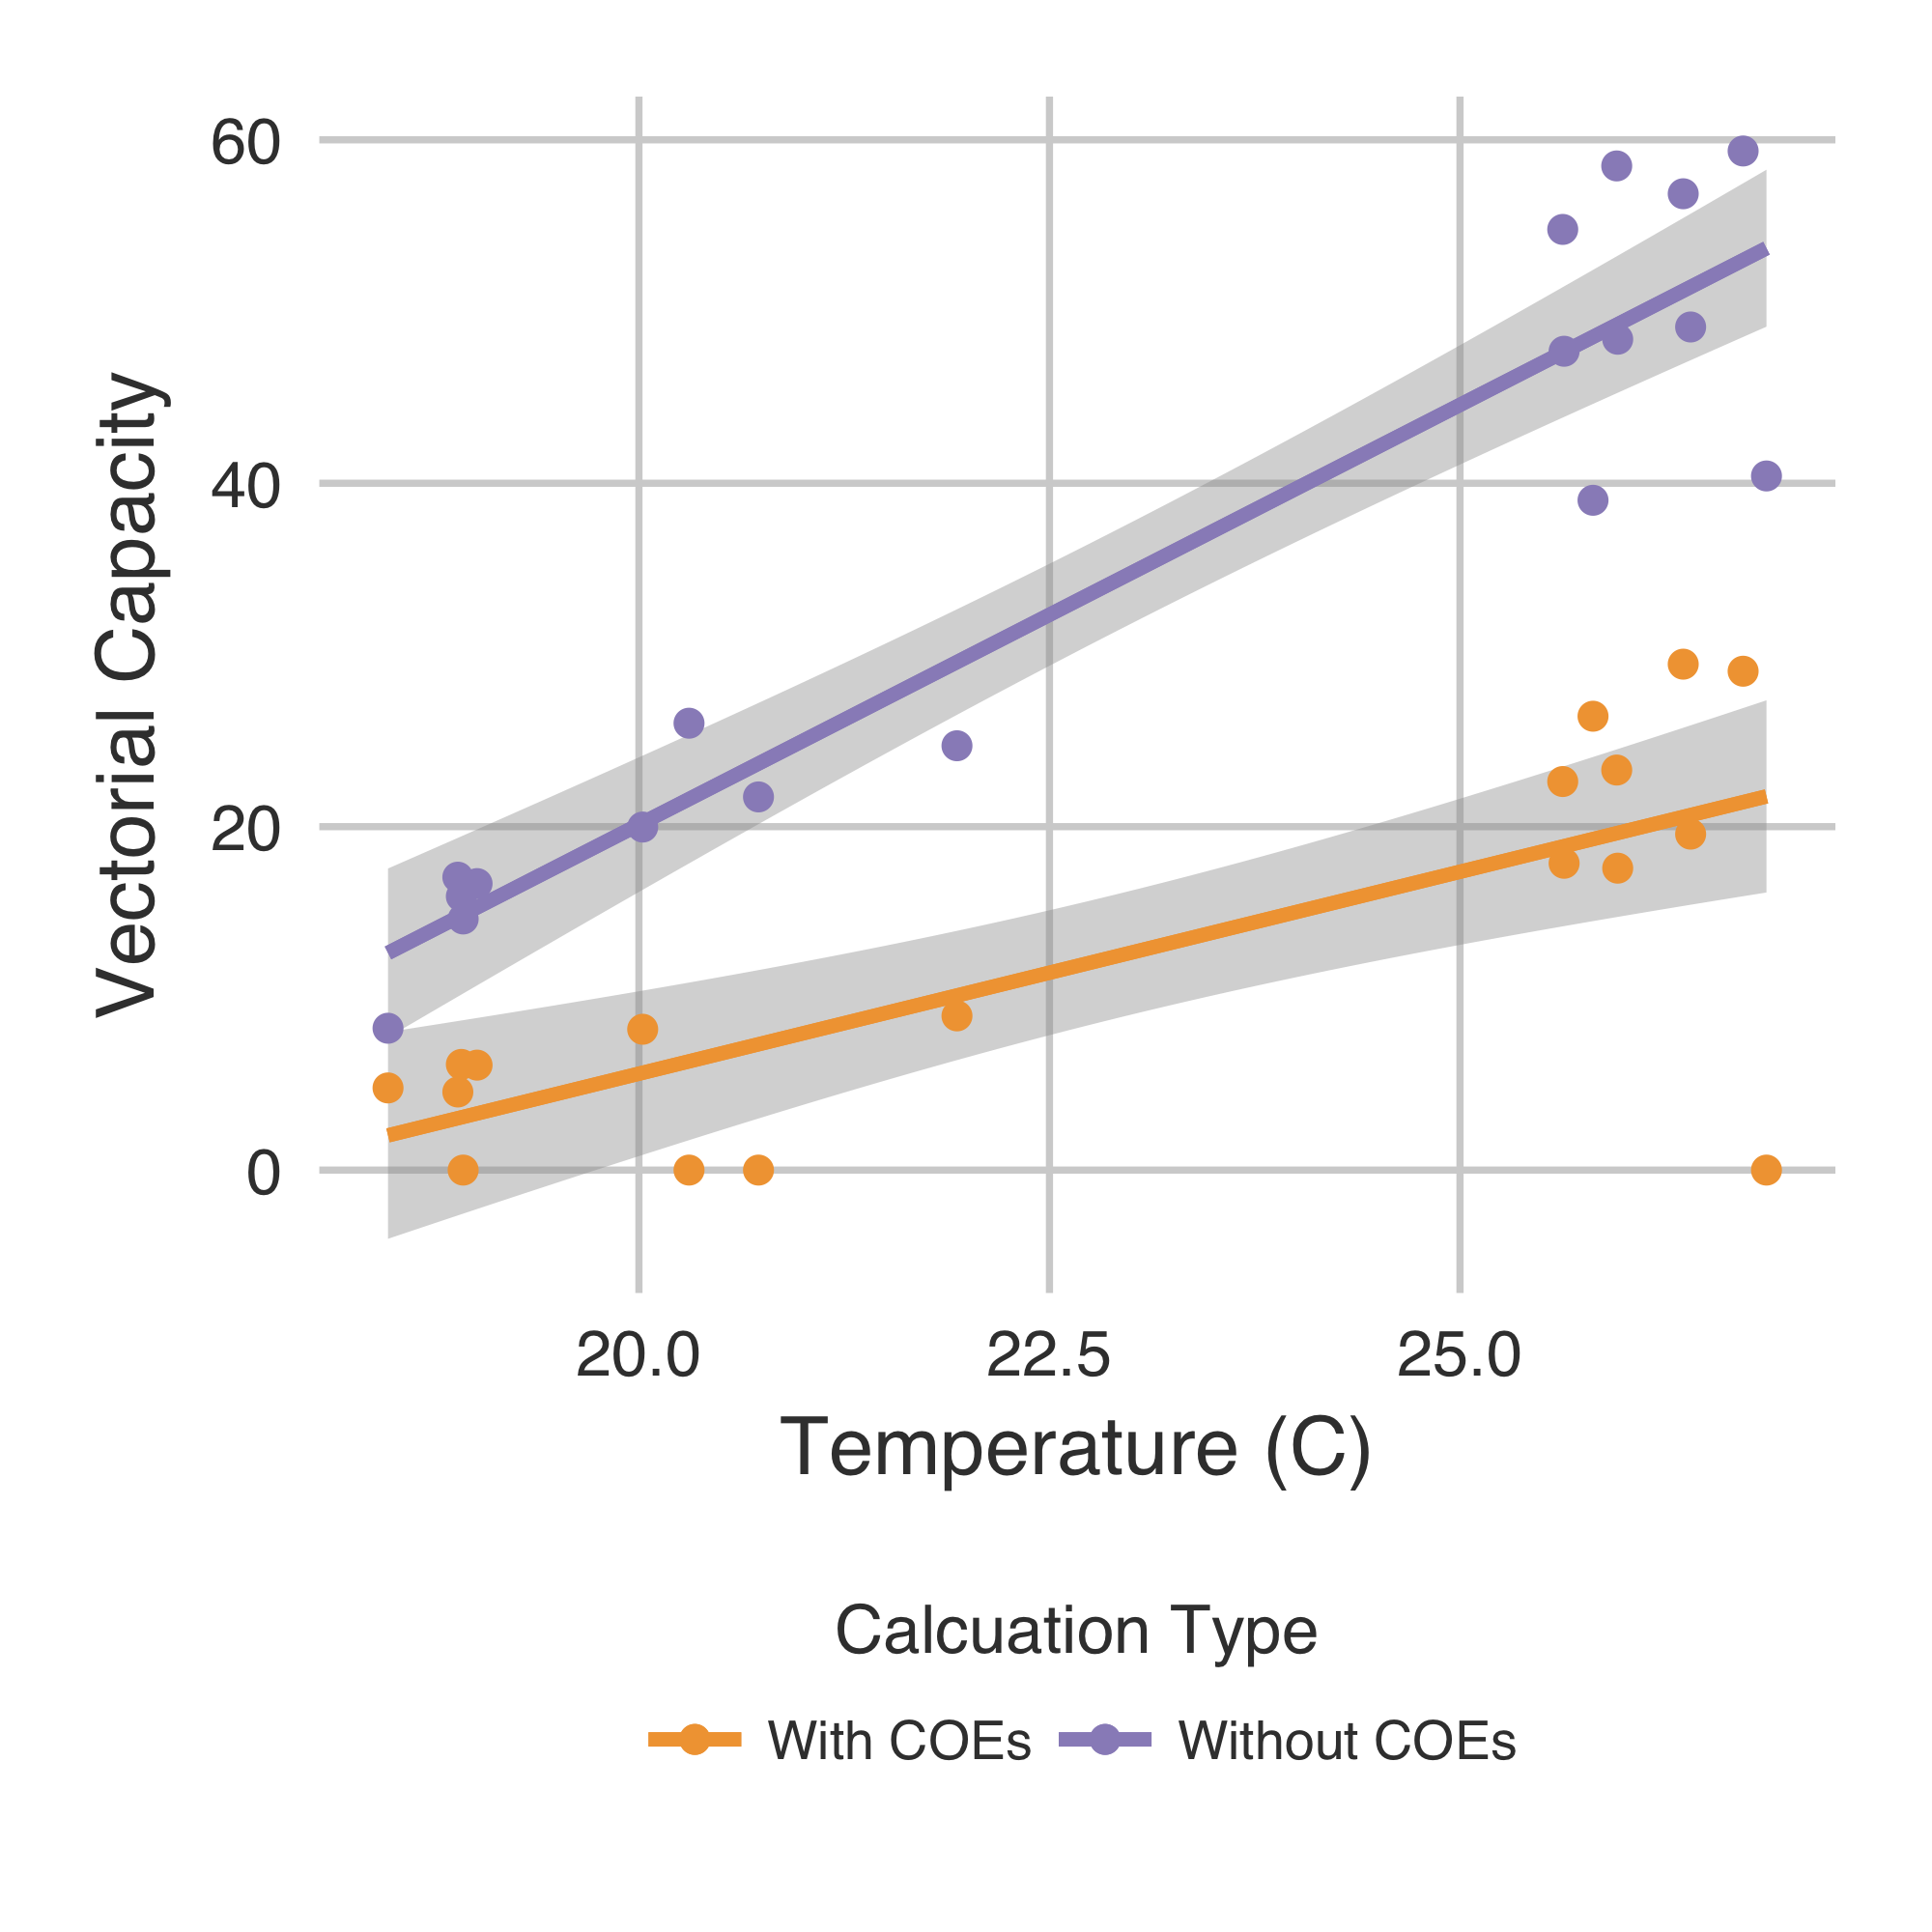 60
40
20
0
Vectorial Capacity
20.0 22.5 25.0
Temperature (C)
Calcuation Type
With COEs Without COEs